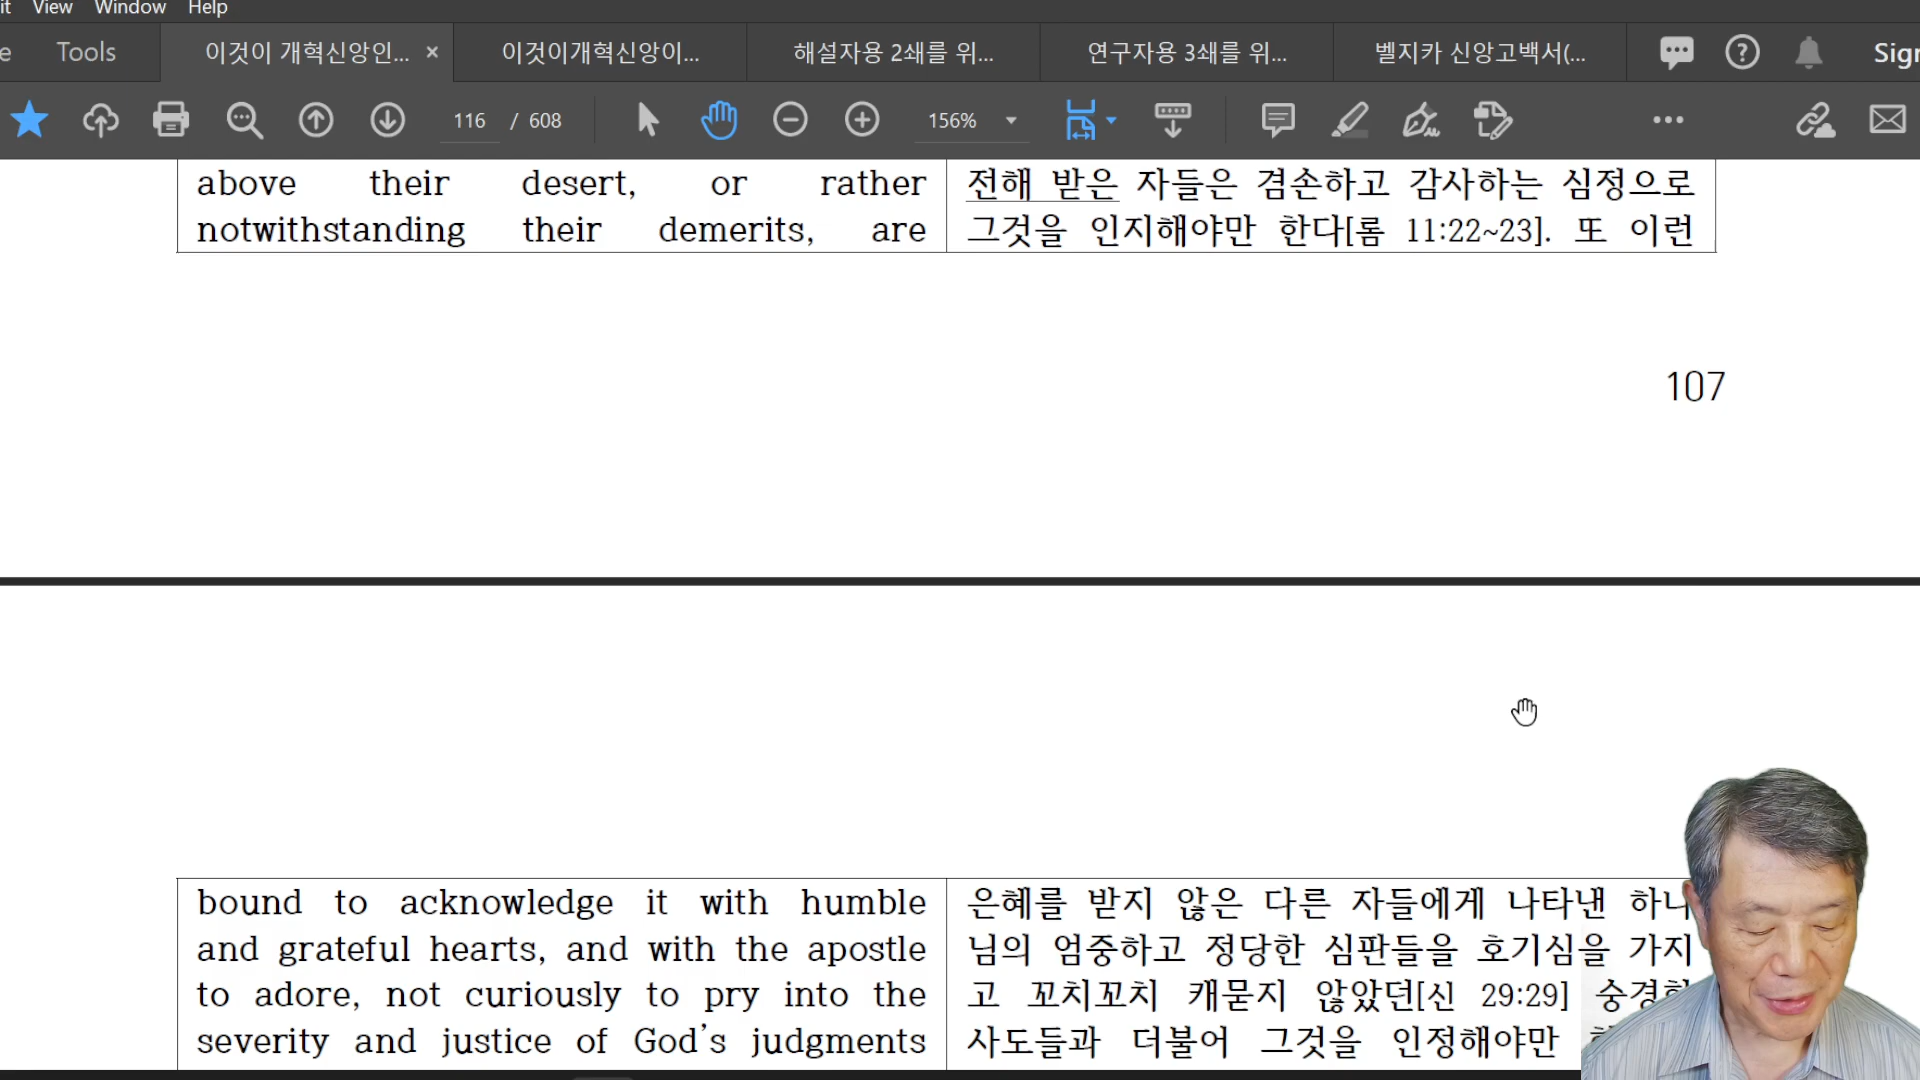 it View Window Help
e Tools 이것이 개혁신앙인... × 이것이개혁신앙이... 해설자용 2쇄를 위... 연구자용 3쇄를 위... 벨지카 신앙고백서(... Sign
116 / 608 156%
above their desert, or rather
notwithstanding their demerits, are
전해 받은 자들은 겸손하고 감사하는 심정으로
그것을 인지해야만 한다[롬 11:22~23]. 또 이런
107
bound to acknowledge it with humble
and grateful hearts, and with the apostle
to adore, not curiously to pry into the
severity and justice of God's judgments
은혜를 받지 않은 다른 자들에게 나타낸 하나
님의 엄중하고 정당한 심판들을 호기심을 가지
고 꼬치꼬치 캐묻지 않았던[신 29:29]
사도들과 더불어 그것을 인정해야만